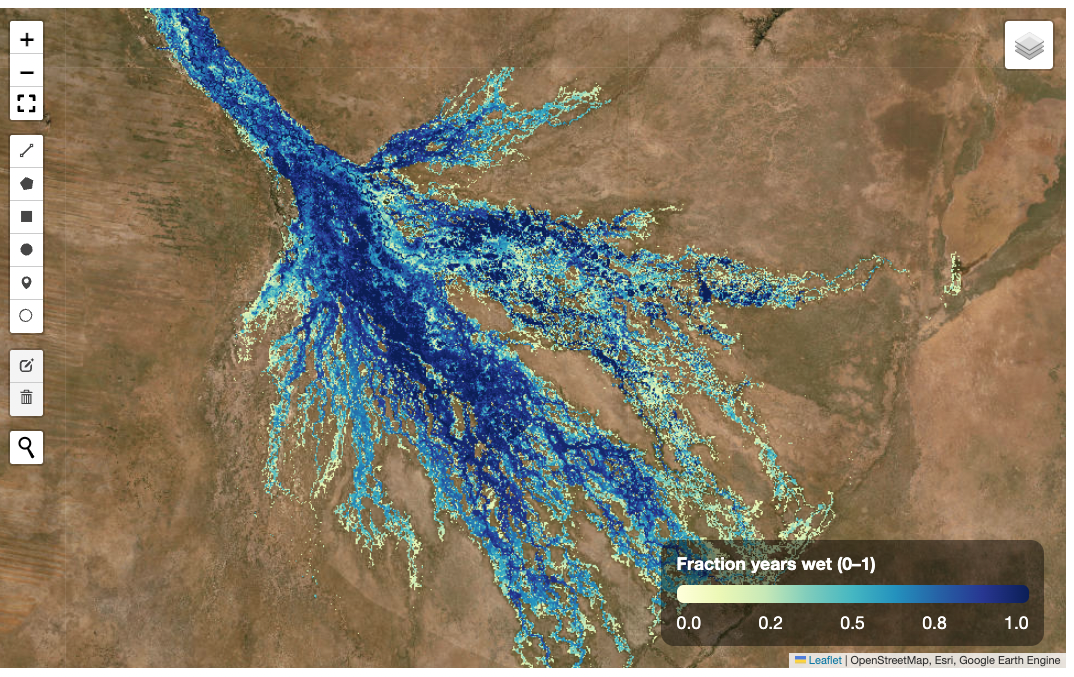 +
−
Fraction years wet (0–1)
0.0 0.2 0.5 0.8 1.0
Leaflet | OpenStreetMap, Esri, Google Earth Engine